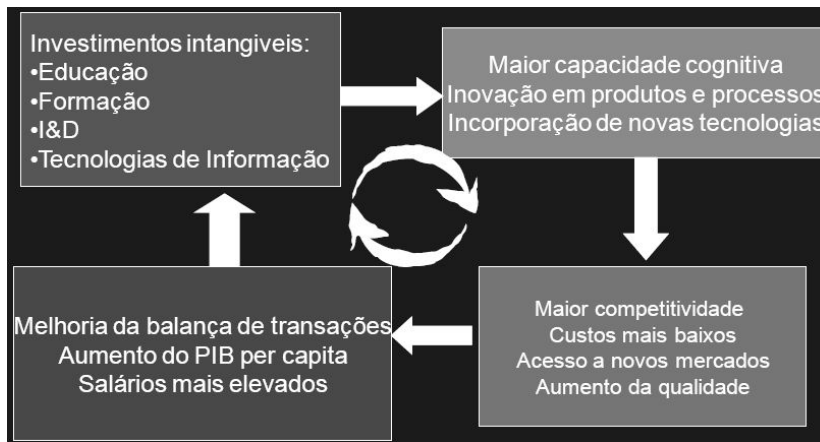 Investimentos intangiveis:
•Educação
•Formação
•I&D
•Tecnologias de Informação
Maior capacidade cognitiva
Inovação em produtos e processos
Incorporação de novas tecnologias
Maior competitividade
Custos mais baixos
Acesso a novos mercados
Aumento da qualidade
Melhoria da balança de transações
Aumento do PIB per capita
Salários mais elevados